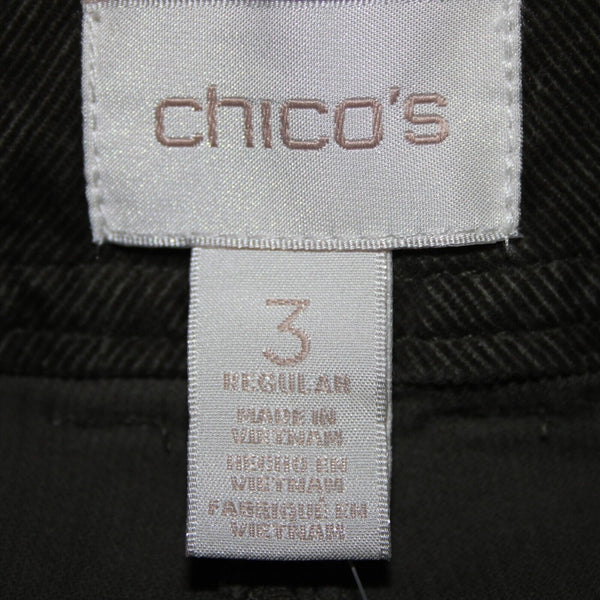 chico's
3
REGULAR
MADE IN
VIETNAM
HECHO EN
VIETNAM
FABRIQUÉ EN
VIETNAM